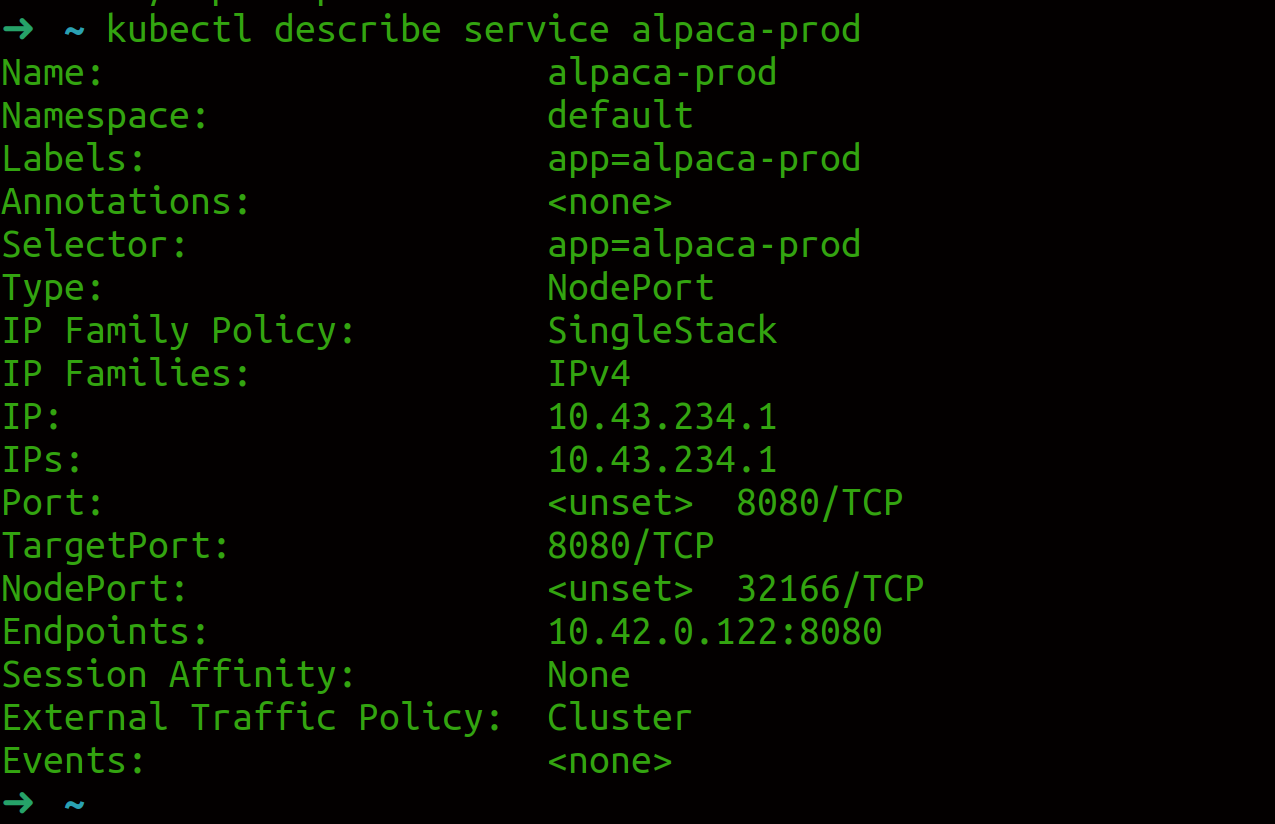 ➜ ~ kubectl describe service alpaca-prod
Name: alpaca-prod
Namespace: default
Labels: app=alpaca-prod
Annotations: <none>
Selector: app=alpaca-prod
Type: NodePort
IP Family Policy: SingleStack
IP Families: IPv4
IP: 10.43.234.1
IPs: 10.43.234.1
Port: <unset> 8080/TCP
TargetPort: 8080/TCP
NodePort: <unset> 32166/TCP
Endpoints: 10.42.0.122:8080
Session Affinity: None
External Traffic Policy: Cluster
Events: <none>
➜ ~